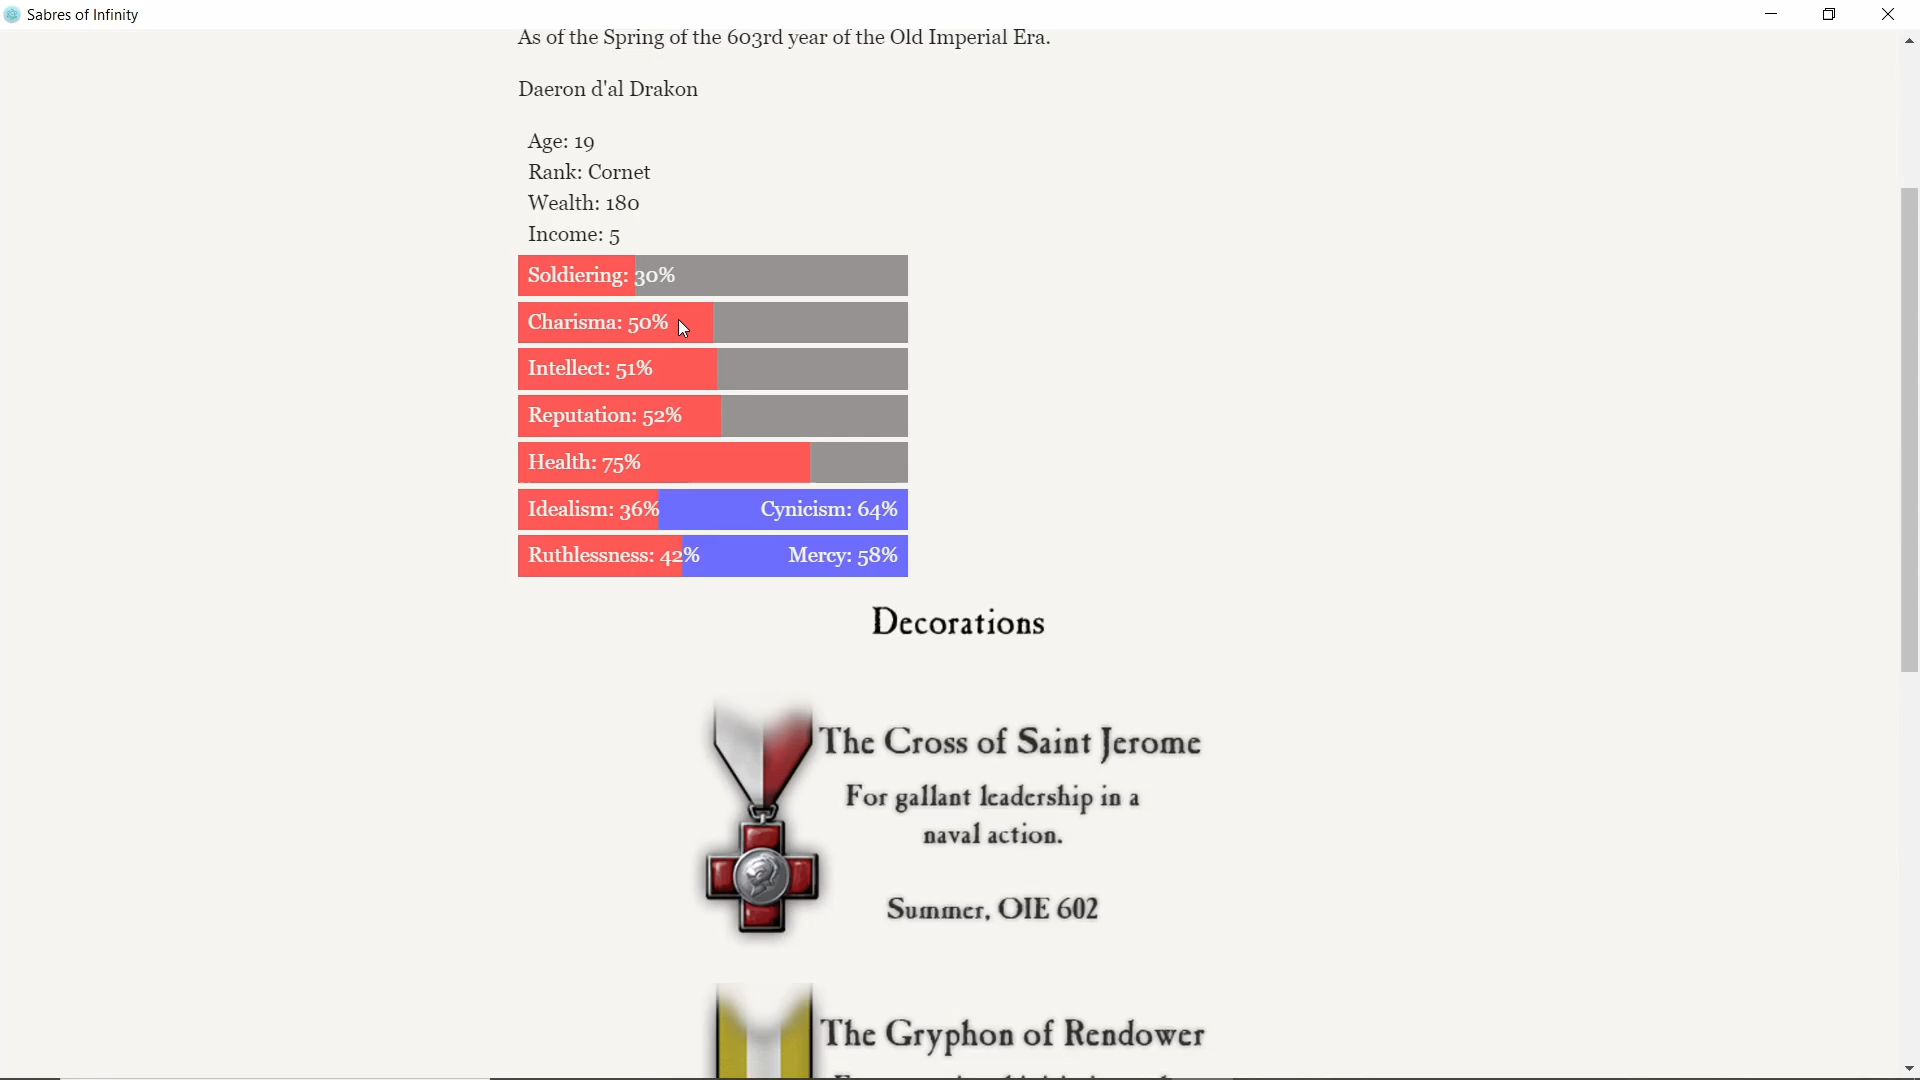 Sabres of Infinity
As of the Spring of the 603rd year of the Old Imperial Era.
Daeron d'al Drakon
Age: 19
Rank: Cornet
Wealth: 180
Income: 5
Soldiering: 30%
Charisma: 50%
Intellect: 51%
Reputation: 52%
Health: 75%
Idealism: 36% Cynicism: 64%
Ruthlessness: 42% Mercy: 58%
Decorations
The Cross of Saint Jerome
For gallant leadership in a
naval action.
Summer, OIE 602
The Gryphon of Rendower